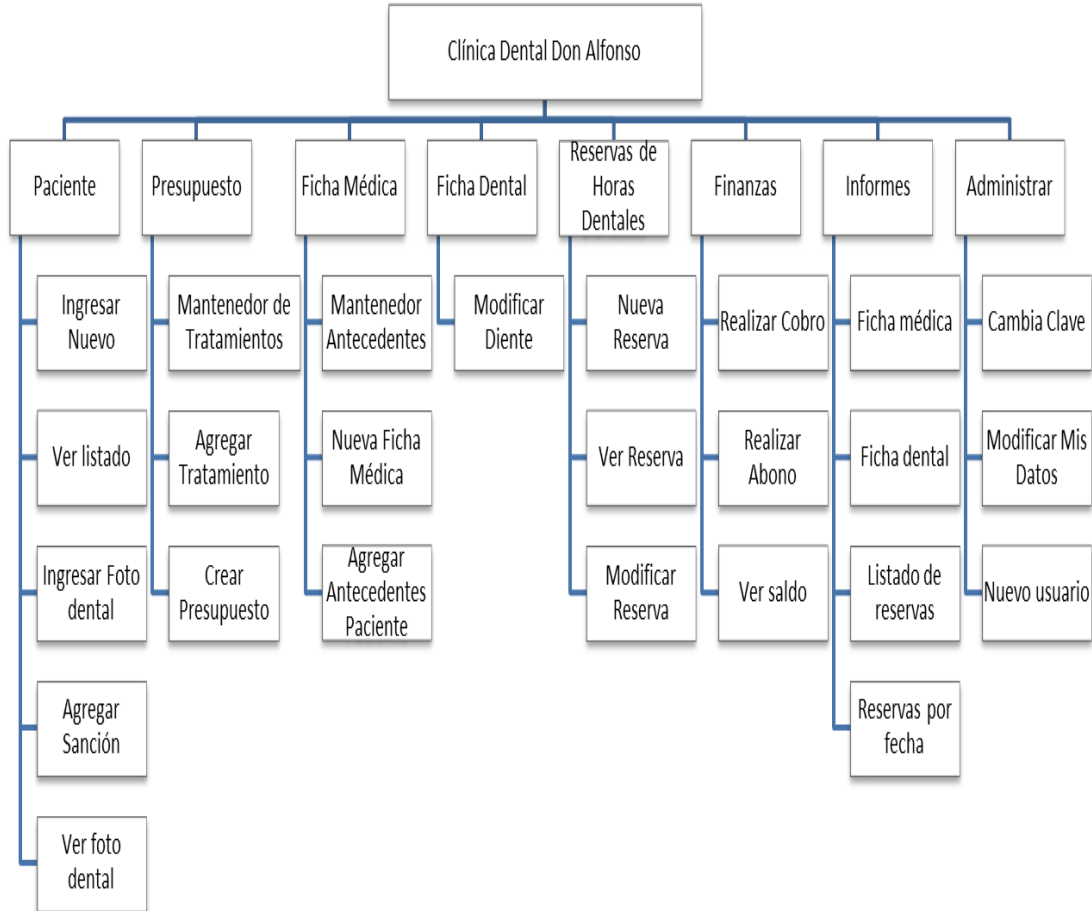 Clínica Dental Don Alfonso
Paciente
Presupuesto
Ficha Médica
Ficha Dental
Reservas de
Horas
Dentales
Finanzas
Informes
Administrar
Ingresar
Nuevo
Ver listado
Ingresar Foto
dental
Agregar
Sanción
Ver foto
dental
Mantenedor de
Tratamientos
Agregar
Tratamiento
Crear
Presupuesto
Mantenedor
Antecedentes
Nueva Ficha
Médica
Agregar
Antecedentes
Paciente
Modificar
Diente
Nueva
Reserva
Ver Reserva
Modificar
Reserva
Realizar Cobro
Realizar
Abono
Ver saldo
Ficha médica
Ficha dental
Listado de
reservas
Reservas por
fecha
Cambia Clave
Modificar Mis
Datos
Nuevo usuario